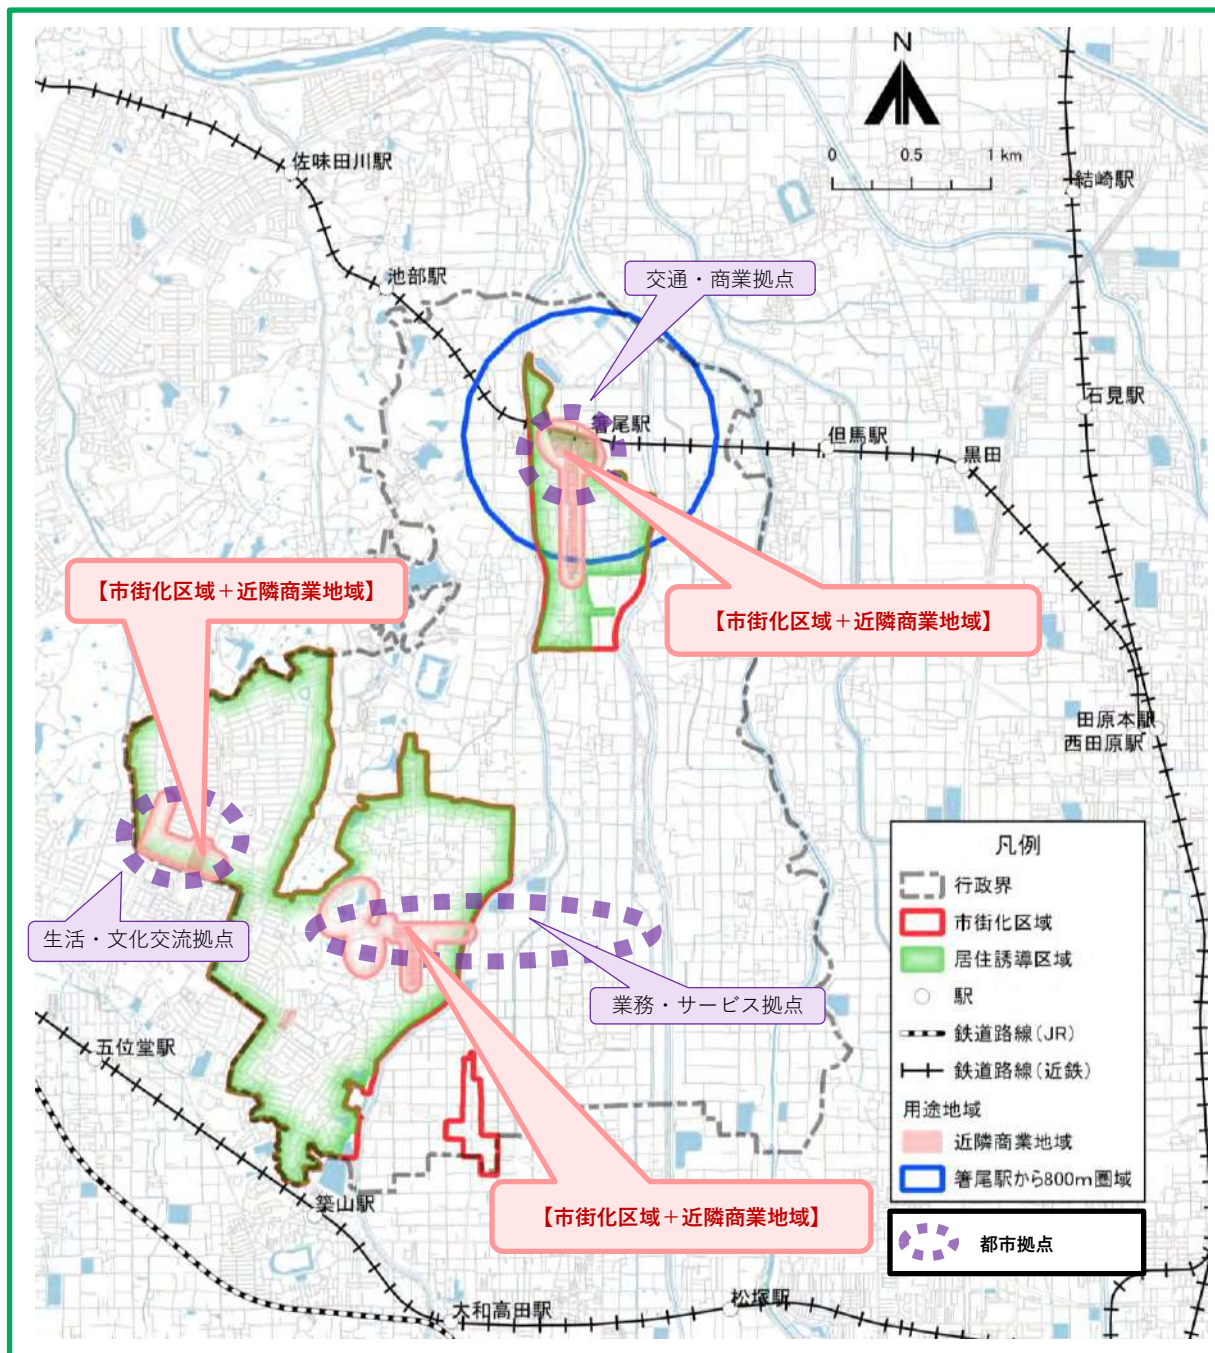 N
0 0.5 1 km
佐味田川駅
結崎駅
池部駅
交通・商業拠点
石見駅
箸尾駅
但馬駅
黒田
【市街化区域＋近隣商業地域】
【市街化区域＋近隣商業地域】
田原本駅
西田原駅
凡例
行政界
市街化区域
居住誘導区域
駅
鉄道路線（JR）
鉄道路線（近鉄）
用途地域
近隣商業地域
箸尾駅から800m圏域
都市拠点
生活・文化交流拠点
業務・サービス拠点
五位堂駅
築山駅
【市街化区域＋近隣商業地域】
大和高田駅
松塚駅